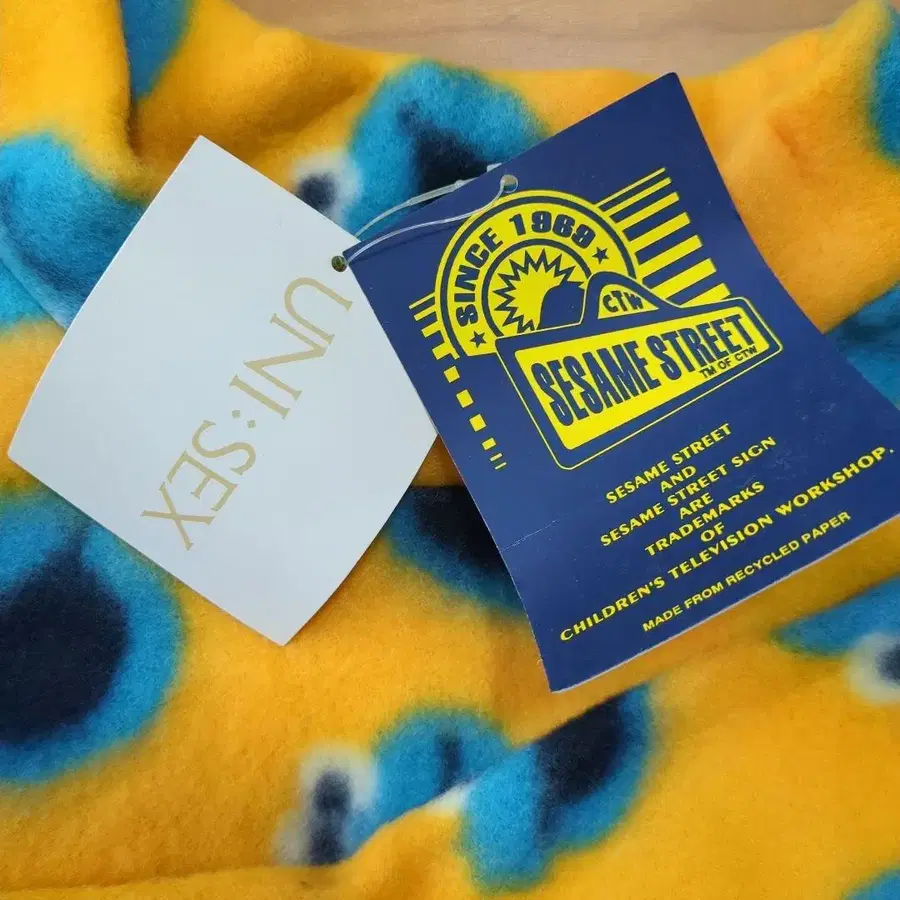 UNI:SEX
SINCE 1969
CTW
SESAME STREET
TM OF CTW
SESAME STREET
AND
SESAME STREET SIGN
ARE
TRADEMARKS
OF
CHILDREN'S TELEVISION WORKSHOP.
MADE FROM RECYCLED PAPER